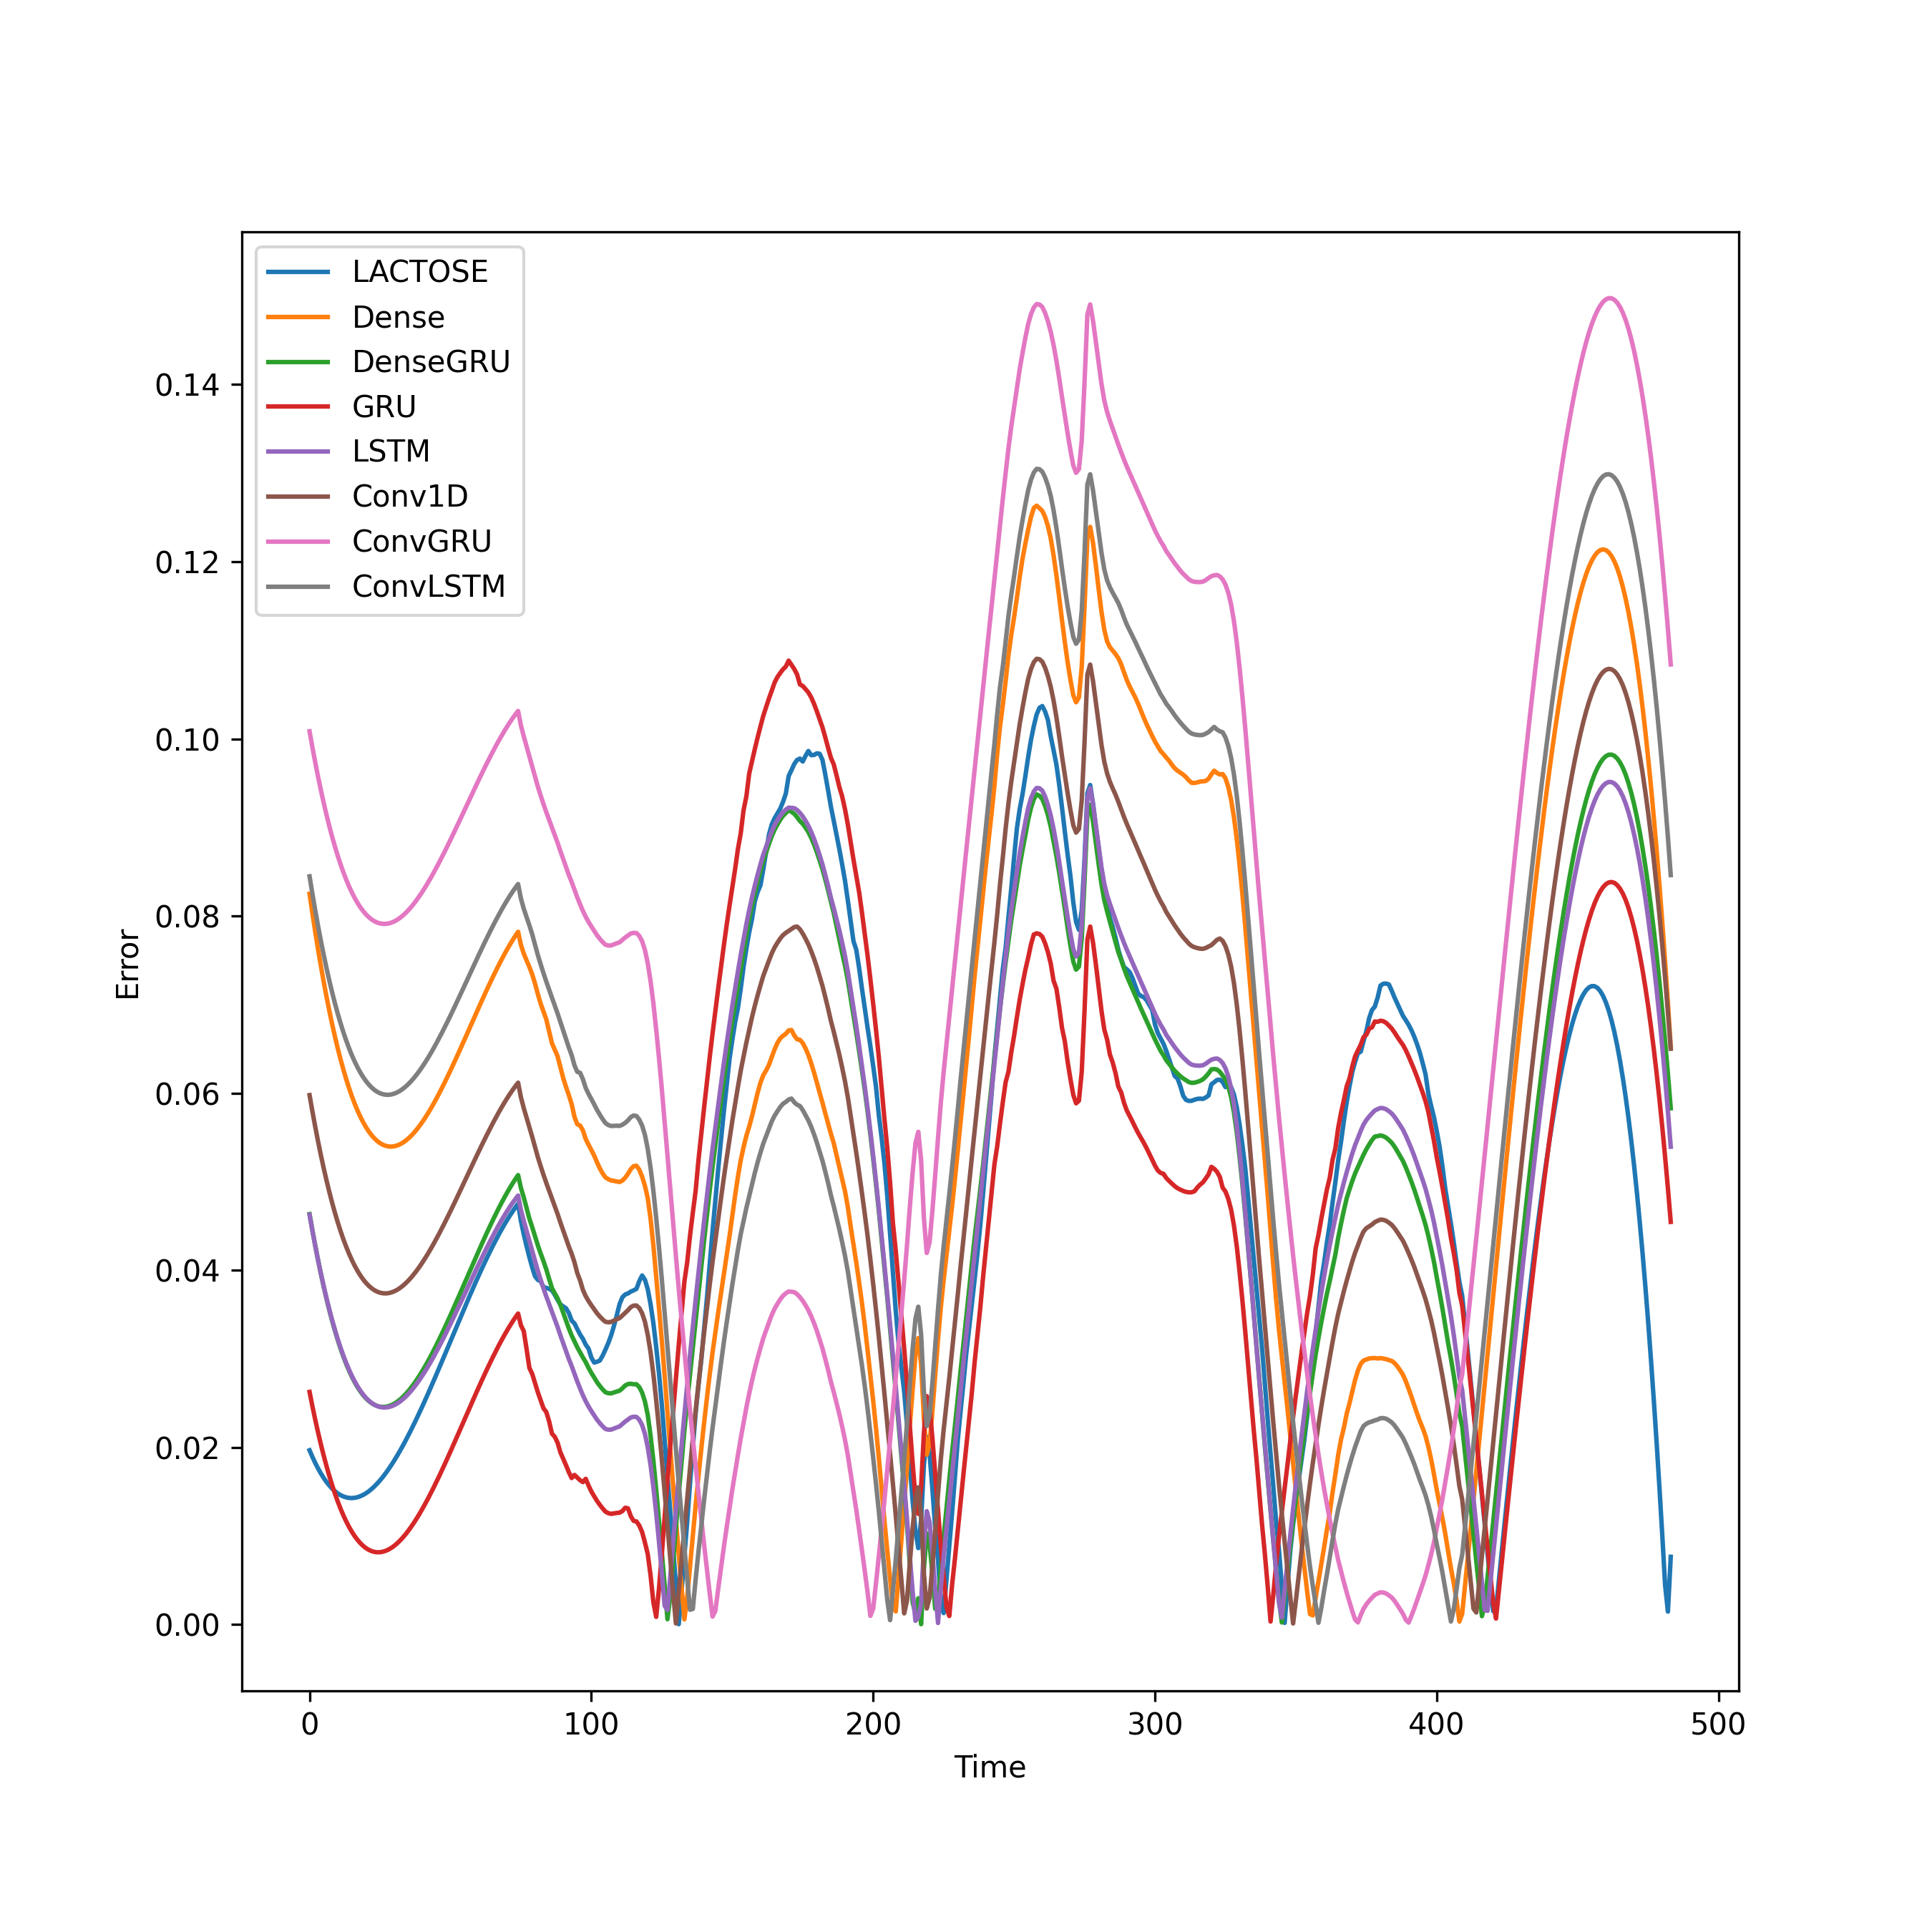 LACTOSE
Dense
DenseGRU
GRU
LSTM
Conv1D
ConvGRU
ConvLSTM
0.14
0.12
0.10
0.08
0.06
0.04
0.02
0.00
Error
0 100 200 300 400 500
Time